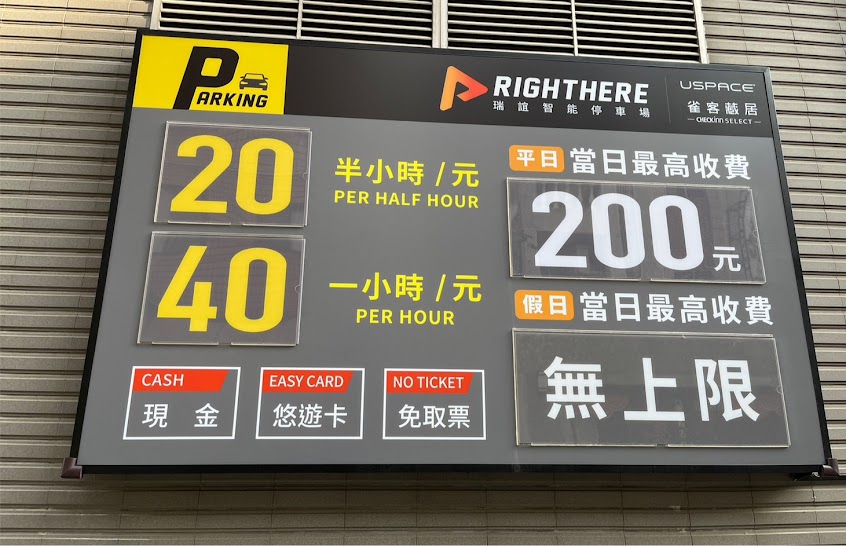 PARKING
RIGHTHERE
瑞誼智能停車場
USPACE
雀客藏居
CHECK inn SELECT
20 半小時 / 元
PER HALF HOUR
40 一小時 / 元
PER HOUR
CASH
現 金
EASY CARD
悠遊卡
NO TICKET
免取票
平日 當日最高收費
200元
假日 當日最高收費
無上限